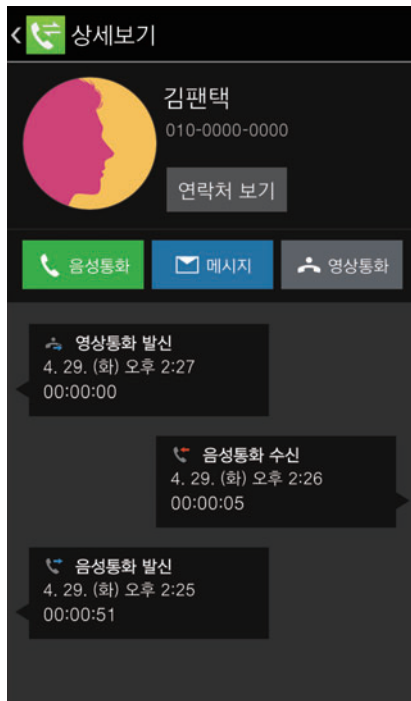 상세보기
김팬택
010-0000-0000
연락처 보기
음성통화 메시지 영상통화
영상통화 발신
4. 29. (화) 오후 2:27
00:00:00
음성통화 수신
4. 29. (화) 오후 2:26
00:00:05
음성통화 발신
4. 29. (화) 오후 2:25
00:00:51